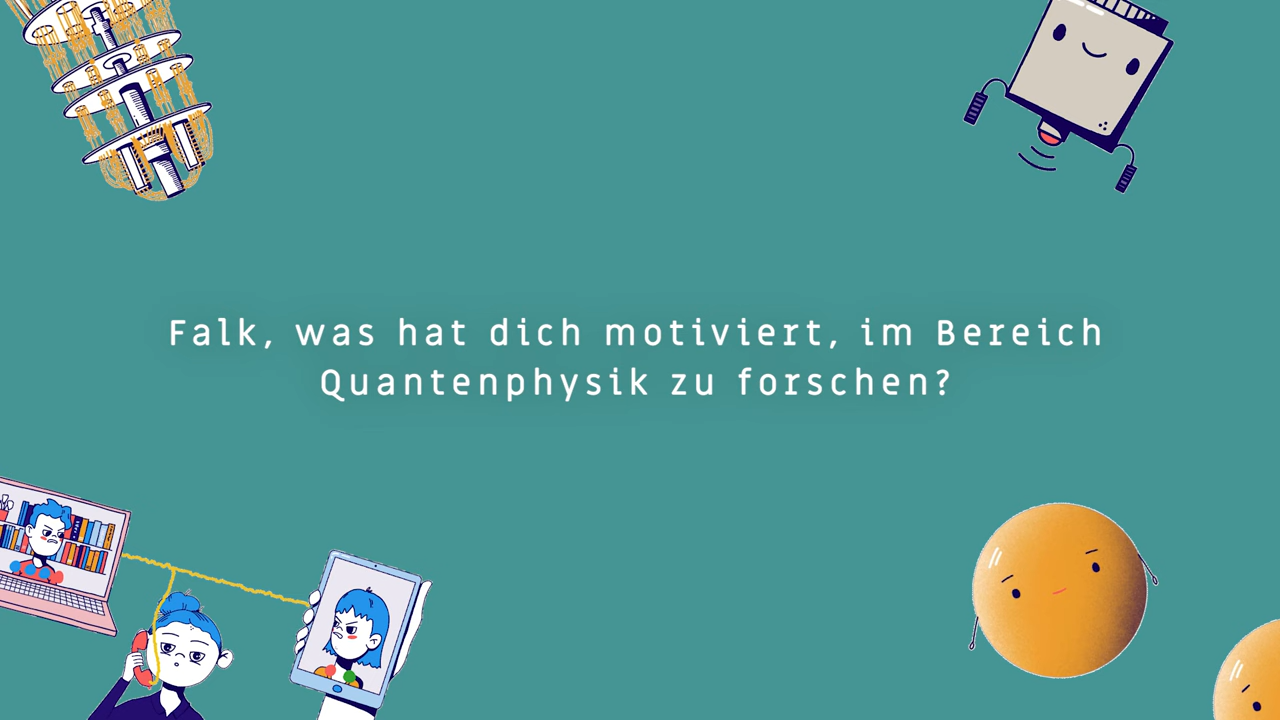 Falk, was hat dich motiviert, im Bereich
Quantenphysik zu forschen?